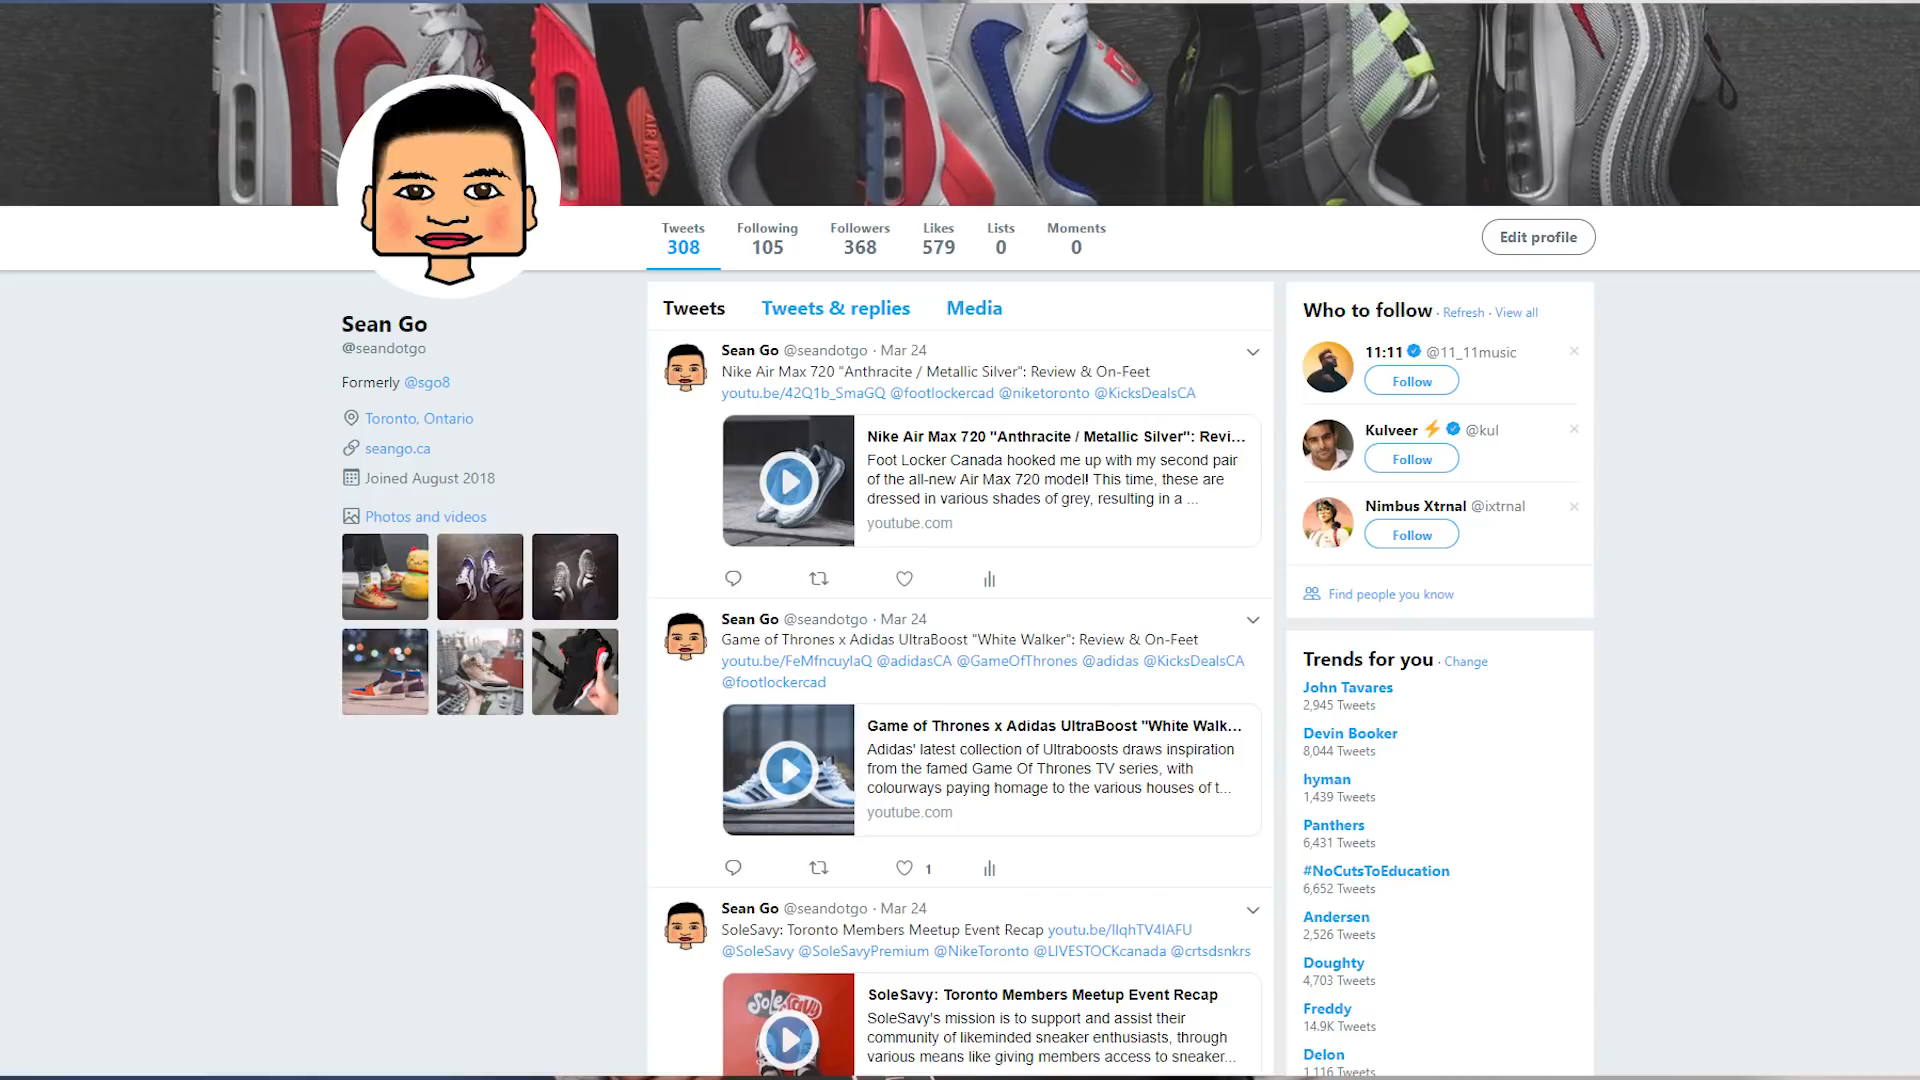 AIR MAX
Tweets Following Followers Likes Lists Moments
308 105 368 579 0 0
Edit profile
Sean Go
@seandotgo
Formerly @sgo8
Toronto, Ontario
seango.ca
Joined August 2018
Photos and videos
Tweets Tweets & replies Media
Sean Go @seandotgo · Mar 24
Nike Air Max 720 "Anthracite / Metallic Silver": Review & On-Feet
youtu.be/42Q1b_SmaGQ @footlockercad @niketoronto @KicksDealsCA
Nike Air Max 720 "Anthracite / Metallic Silver": Revi...
Foot Locker Canada hooked me up with my second pair
of the all-new Air Max 720 model! This time, these are
dressed in various shades of grey, resulting in a ...
youtube.com
Sean Go @seandotgo · Mar 24
Game of Thrones x Adidas UltraBoost "White Walker": Review & On-Feet
youtu.be/FeMfncuylaQ @adidasCA @GameOfThrones @adidas @KicksDealsCA
@footlockercad
Game of Thrones x Adidas UltraBoost "White Walk...
Adidas' latest collection of Ultraboosts draws inspiration
from the famed Game Of Thrones TV series, with
colourways paying homage to the various houses of t...
youtube.com
1
Sean Go @seandotgo · Mar 24
SoleSavy: Toronto Members Meetup Event Recap youtu.be/IlqhTV4lAFU
@SoleSavy @SoleSavyPremium @NikeToronto @LIVESTOCKcanada @crtsdsnkrs
Sole Savy
SoleSavy: Toronto Members Meetup Event Recap
SoleSavy's mission is to support and assist their
community of likeminded sneaker enthusiasts, through
various means like giving members access to sneaker...
Who to follow · Refresh · View all
11:11 @11_11music
Follow
Kulveer ⚡ @kul
Follow
Nimbus Xtrnal @ixtrnal
Follow
Find people you know
Trends for you · Change
John Tavares
2,945 Tweets
Devin Booker
8,044 Tweets
hyman
1,439 Tweets
Panthers
6,431 Tweets
#NoCutsToEducation
6,652 Tweets
Andersen
2,526 Tweets
Doughty
4,703 Tweets
Freddy
14.9K Tweets
Delon
1,116 Tweets